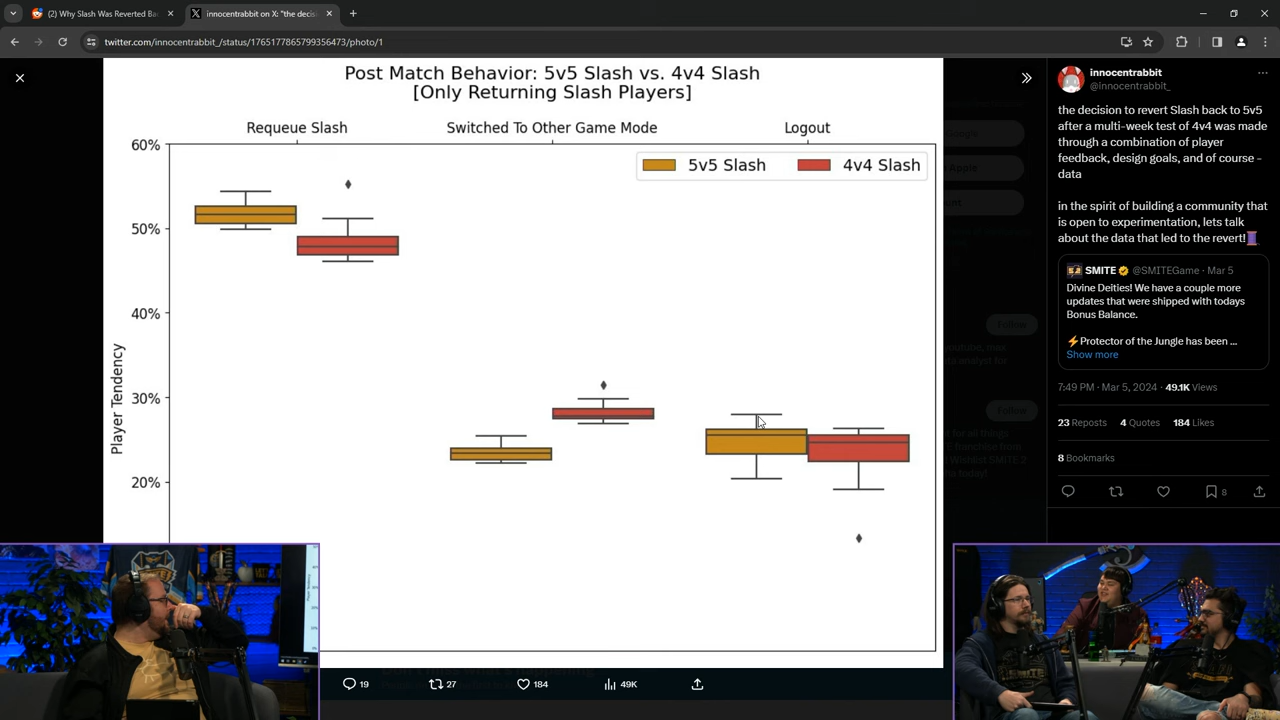 (2) Why Slash Was Reverted Ba
innocentrabbit on X: "the decis
twitter.com/innocentrabbit_/status/1765177865799356473/photo/1
Post Match Behavior: 5v5 Slash vs. 4v4 Slash
[Only Returning Slash Players]
Requeue Slash
Switched To Other Game Mode
Logout
5v5 Slash
4v4 Slash
60%
50%
40%
30%
20%
Player Tendency
innocentrabbit
@innocentrabbit_
the decision to revert Slash back to 5v5
after a multi-week test of 4v4 was made
through a combination of player
feedback, design goals, and of course -
data
in the spirit of building a community that
is open to experimentation, lets talk
about the data that led to the revert!
SMITE @SMITEGame · Mar 5
Divine Deities! We have a couple more
updates that were shipped with todays
Bonus Balance.
⚡Protector of the Jungle has been ...
Show more
7:49 PM · Mar 5, 2024 · 49.1K Views
23 Reposts 4 Quotes 184 Likes
8 Bookmarks
8
Follow
Follow
19
27
184
49K